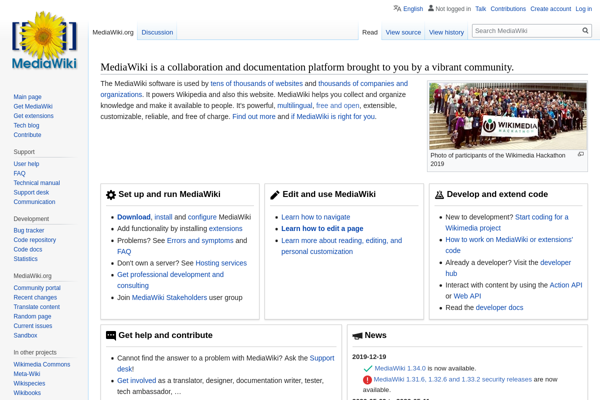 English Not logged in Talk Contributions Create account Log in
MediaWiki
MediaWiki.org Discussion Read View source View history Search MediaWiki
MediaWiki is a collaboration and documentation platform brought to you by a vibrant community.
The MediaWiki software is used by tens of thousands of websites and thousands of companies and
organizations. It powers Wikipedia and also this website. MediaWiki helps you collect and organize
knowledge and make it available to people. It's powerful, multilingual, free and open, extensible,
customizable, reliable, and free of charge. Find out more and if MediaWiki is right for you.
WIKIMEDIA
HACKATHON
Photo of participants of the Wikimedia Hackathon
2019
Main page
Get MediaWiki
Get extensions
Tech blog
Contribute
Support
User help
FAQ
Technical manual
Support desk
Communication
Development
Bug tracker
Code repository
Code docs
Statistics
MediaWiki.org
Community portal
Recent changes
Translate content
Random page
Current issues
Sandbox
In other projects
Wikimedia Commons
Meta-Wiki
Wikispecies
Wikibooks
Set up and run MediaWiki
Download, install and configure MediaWiki
Add functionality by installing extensions
Problems? See Errors and symptoms and
FAQ
Don't own a server? See Hosting services
Get professional development and
consulting
Join MediaWiki Stakeholders user group
Edit and use MediaWiki
Learn how to navigate
Learn how to edit a page
Learn more about reading, editing, and
personal customization
Develop and extend code
New to development? Start coding for a
Wikimedia project
How to work on MediaWiki or extensions'
code
Already a developer? Visit the developer
hub
Interact with content by using the Action API
or Web API
Read the developer docs
Get help and contribute
Cannot find the answer to a problem with MediaWiki? Ask the Support
desk!
Get involved as a translator, designer, documentation writer, tester,
tech ambassador, …
News
2019-12-19
MediaWiki 1.34.0 is now available.
MediaWiki 1.31.6, 1.32.6 and 1.33.2 security releases are now
available.